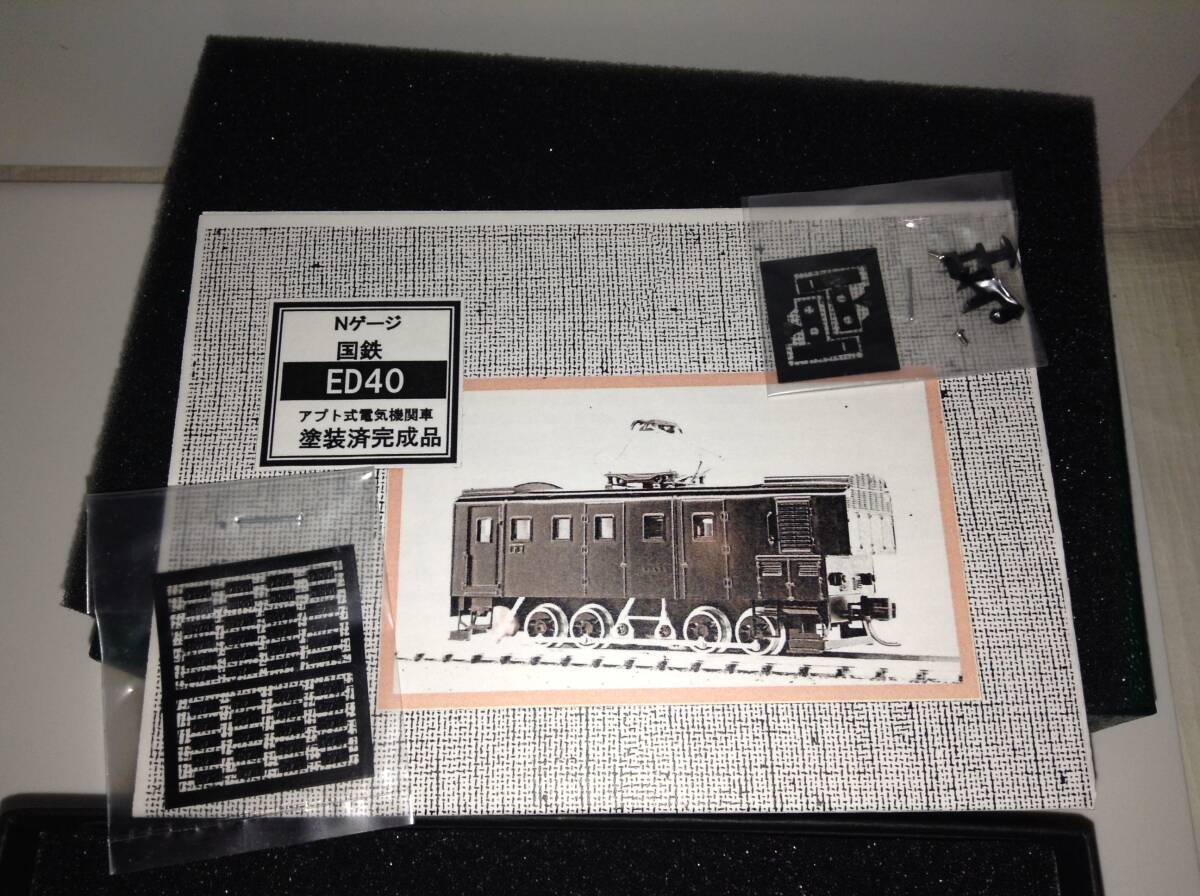 Nゲージ
国鉄
ED40
アプト式電気機関車
塗装済完成品